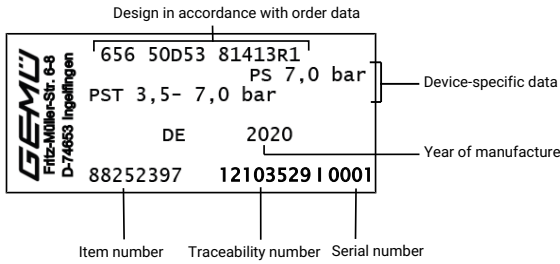 Design in accordance with order data
GEMÜ
Fritz-Müller-Str. 6-8
D-74653 Ingelfingen
656 50D53 81413R1
PS 7,0 bar
PST 3,5- 7,0 bar
Device-specific data
DE 2020
Year of manufacture
88252397 12103529 I 0001
Item number Traceability number Serial number